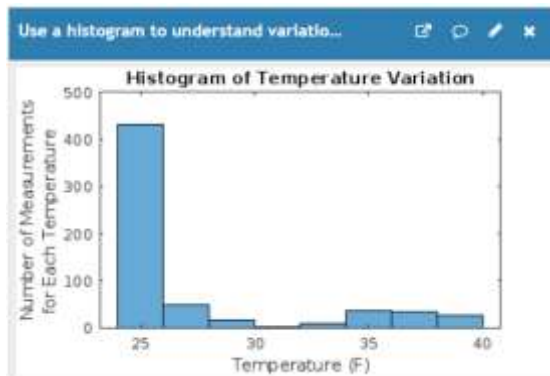 Use a histogram to understand variatio...
Histogram of Temperature Variation
Number of Measurements
for Each Temperature
500
400
300
200
100
0
25
30
35
40
Temperature (F)